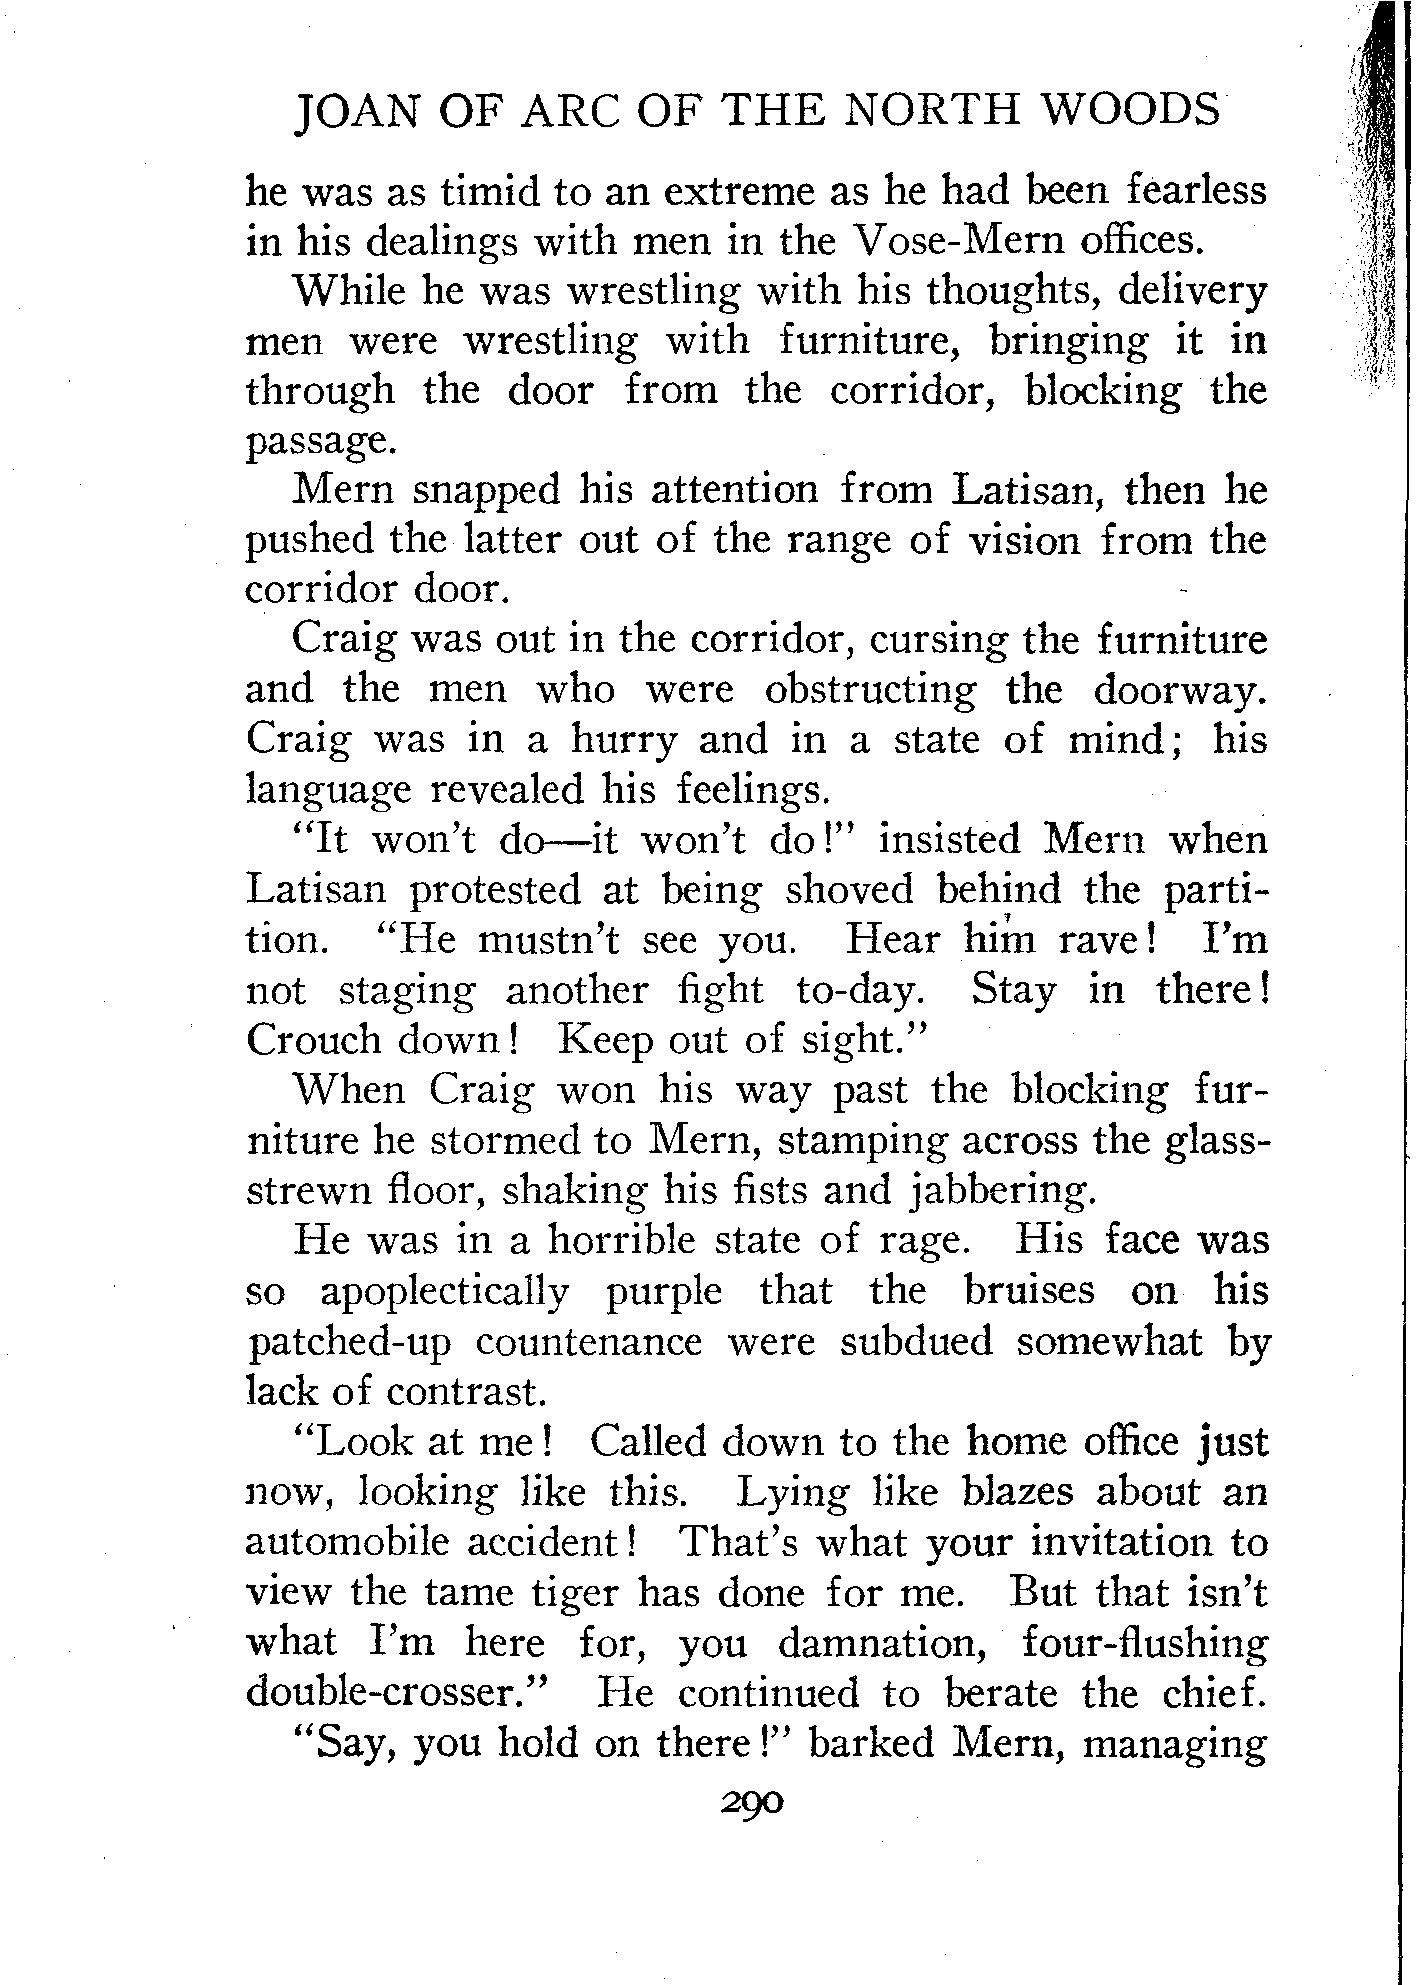 JOAN OF ARC OF THE NORTH WOODS
he was as timid to an extreme as he had been fearless
in his dealings with men in the Vose-Mern offices.
While he was wrestling with his thoughts, delivery
men were wrestling with furniture, bringing it in
through the door from the corridor, blocking the
passage.
Mern snapped his attention from Latisan, then he
pushed the latter out of the range of vision from the
corridor door.
Craig was out in the corridor, cursing the furniture
and the men who were obstructing the doorway.
Craig was in a hurry and in a state of mind; his
language revealed his feelings.
"It won't do—it won't do!" insisted Mern when
Latisan protested at being shoved behind the parti-
tion. "He mustn't see you. Hear him rave! I'm
not staging another fight to-day. Stay in there!
Crouch down! Keep out of sight."
When Craig won his way past the blocking fur-
niture he stormed to Mern, stamping across the glass-
strewn floor, shaking his fists and jabbering.
He was in a horrible state of rage. His face was
so apoplectically purple that the bruises on his
patched-up countenance were subdued somewhat by
lack of contrast.
"Look at me! Called down to the home office just
now, looking like this. Lying like blazes about an
automobile accident! That's what your invitation to
view the tame tiger has done for me. But that isn't
what I'm here for, you damnation, four-flushing
double-crosser." He continued to berate the chief.
"Say, you hold on there!" barked Mern, managing
290